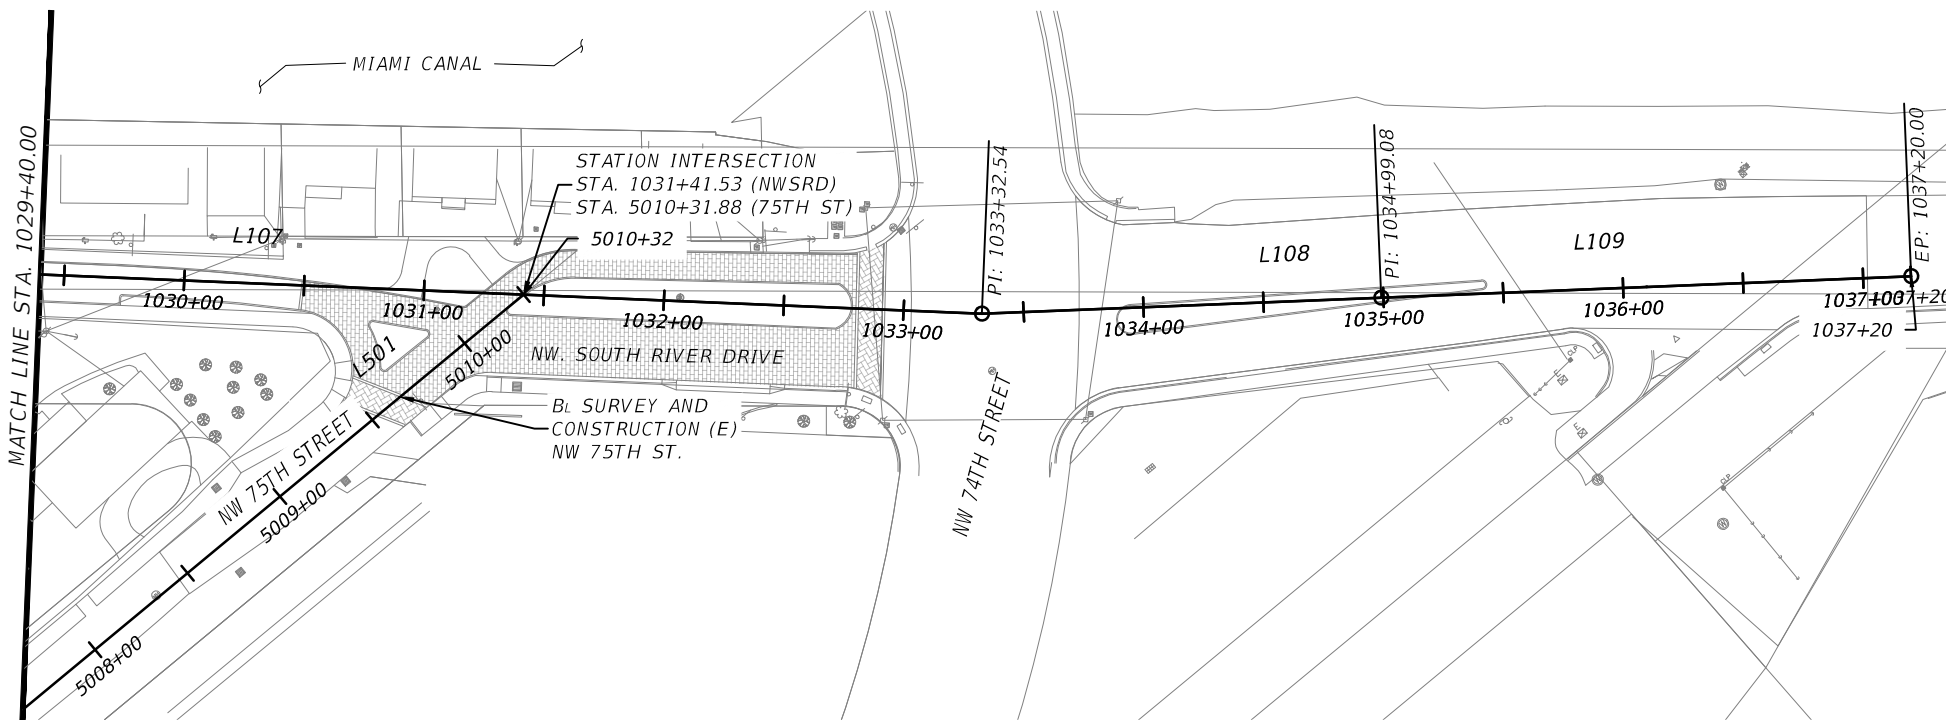 MIAMI CANAL
MATCH LINE STA. 1029+40.00
STATION INTERSECTION
STA. 1031+41.53 (NWSRD)
STA. 5010+31.88 (75TH ST)
5010+32
L107
1030+00
1031+00
1032+00
1033+00
PI: 1033+32.54
1034+00
L108
PI: 1034+99.08
1035+00
L109
1036+00
1037+00
1037+20
EP: 1037+20.00
1037+20
L501
5010+00
NW. SOUTH RIVER DRIVE
BL SURVEY AND
CONSTRUCTION (E)
NW 75TH ST.
NW 75TH STREET
5009+00
5008+00
NW 74TH STREET